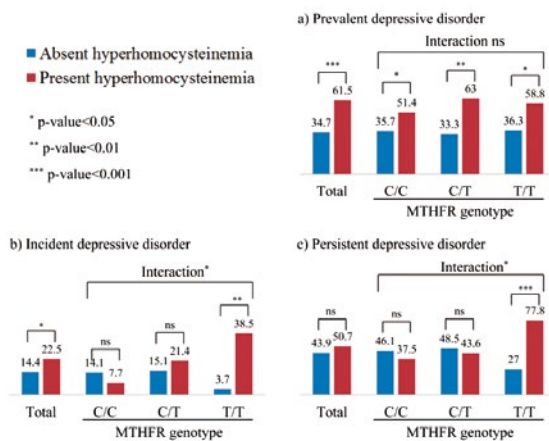 Absent hyperhomocysteinemia
Present hyperhomocysteinemia
* p-value<0.05
** p-value<0.01
*** p-value<0.001
a) Prevalent depressive disorder
Interaction ns
*** * ** *
34.7 61.5 35.7 51.4 33.3 63 36.3 58.8
Total C/C C/T T/T
MTHFR genotype
b) Incident depressive disorder
Interaction*
* ns ns **
14.4 22.5 14.1 7.7 15.1 21.4 3.7 38.5
Total C/C C/T T/T
MTHFR genotype
c) Persistent depressive disorder
Interaction*
ns ns ns ***
43.9 50.7 46.1 37.5 48.5 43.6 27 77.8
Total C/C C/T T/T
MTHFR genotype